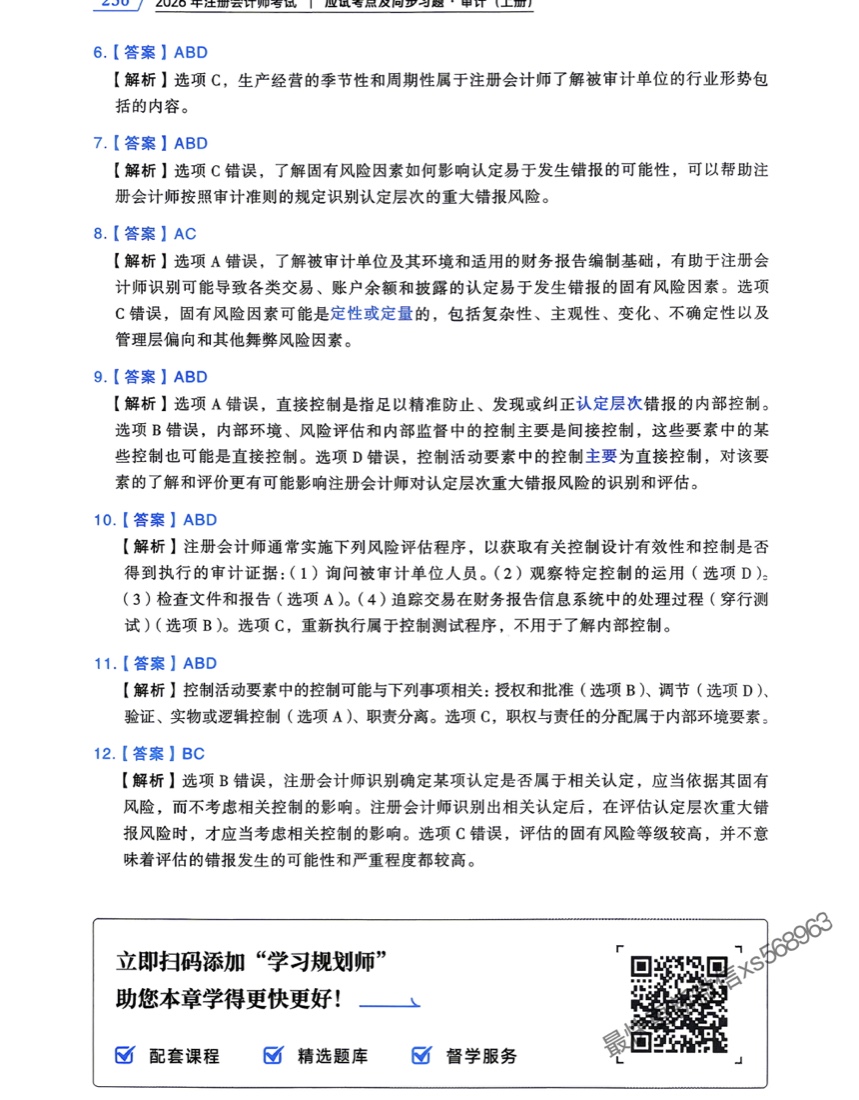 236 2026 年注册会计师考试 | 应试考点及同步习题·审计（上册）
6.【答案】ABD
【解析】选项 C，生产经营的季节性和周期性属于注册会计师了解被审计单位的行业形势包
括的内容。
7.【答案】ABD
【解析】选项 C 错误，了解固有风险因素如何影响认定易于发生错报的可能性，可以帮助注
册会计师按照审计准则的规定识别认定层次的重大错报风险。
8.【答案】AC
【解析】选项 A 错误，了解被审计单位及其环境和适用的财务报告编制基础，有助于注册会
计师识别可能导致各类交易、账户余额和披露的认定易于发生错报的固有风险因素。选项
C 错误，固有风险因素可能是定性或定量的，包括复杂性、主观性、变化、不确定性以及
管理层偏向和其他舞弊风险因素。
9.【答案】ABD
【解析】选项 A 错误，直接控制是指足以精准防止、发现或纠正认定层次错报的内部控制。
选项 B 错误，内部环境、风险评估和内部监督中的控制主要是间接控制，这些要素中的某
些控制也可能是直接控制。选项 D 错误，控制活动要素中的控制主要为直接控制，对该要
素的了解和评价更有可能影响注册会计师对认定层次重大错报风险的识别和评估。
10.【答案】ABD
【解析】注册会计师通常实施下列风险评估程序，以获取有关控制设计有效性和控制是否
得到执行的审计证据：（1）询问被审计单位人员。（2）观察特定控制的运用（选项 D）。
（3）检查文件和报告（选项 A）。（4）追踪交易在财务报告信息系统中的处理过程（穿行测
试）（选项 B）。选项 C，重新执行属于控制测试程序，不用于了解内部控制。
11.【答案】ABD
【解析】控制活动要素中的控制可能与下列事项相关：授权和批准（选项 B）、调节（选项 D）、
验证、实物或逻辑控制（选项 A）、职责分离。选项 C，职权与责任的分配属于内部环境要素。
12.【答案】BC
【解析】选项 B 错误，注册会计师识别确定某项认定是否属于相关认定，应当依据其固有
风险，而不考虑相关控制的影响。注册会计师识别出相关认定后，在评估认定层次重大错
报风险时，才应当考虑相关控制的影响。选项 C 错误，评估的固有风险等级较高，并不意
味着评估的错报发生的可能性和严重程度都较高。
立即扫码添加“学习规划师”
助您本章学得更快更好！
配套课程 精选题库 督学服务
信xs568963